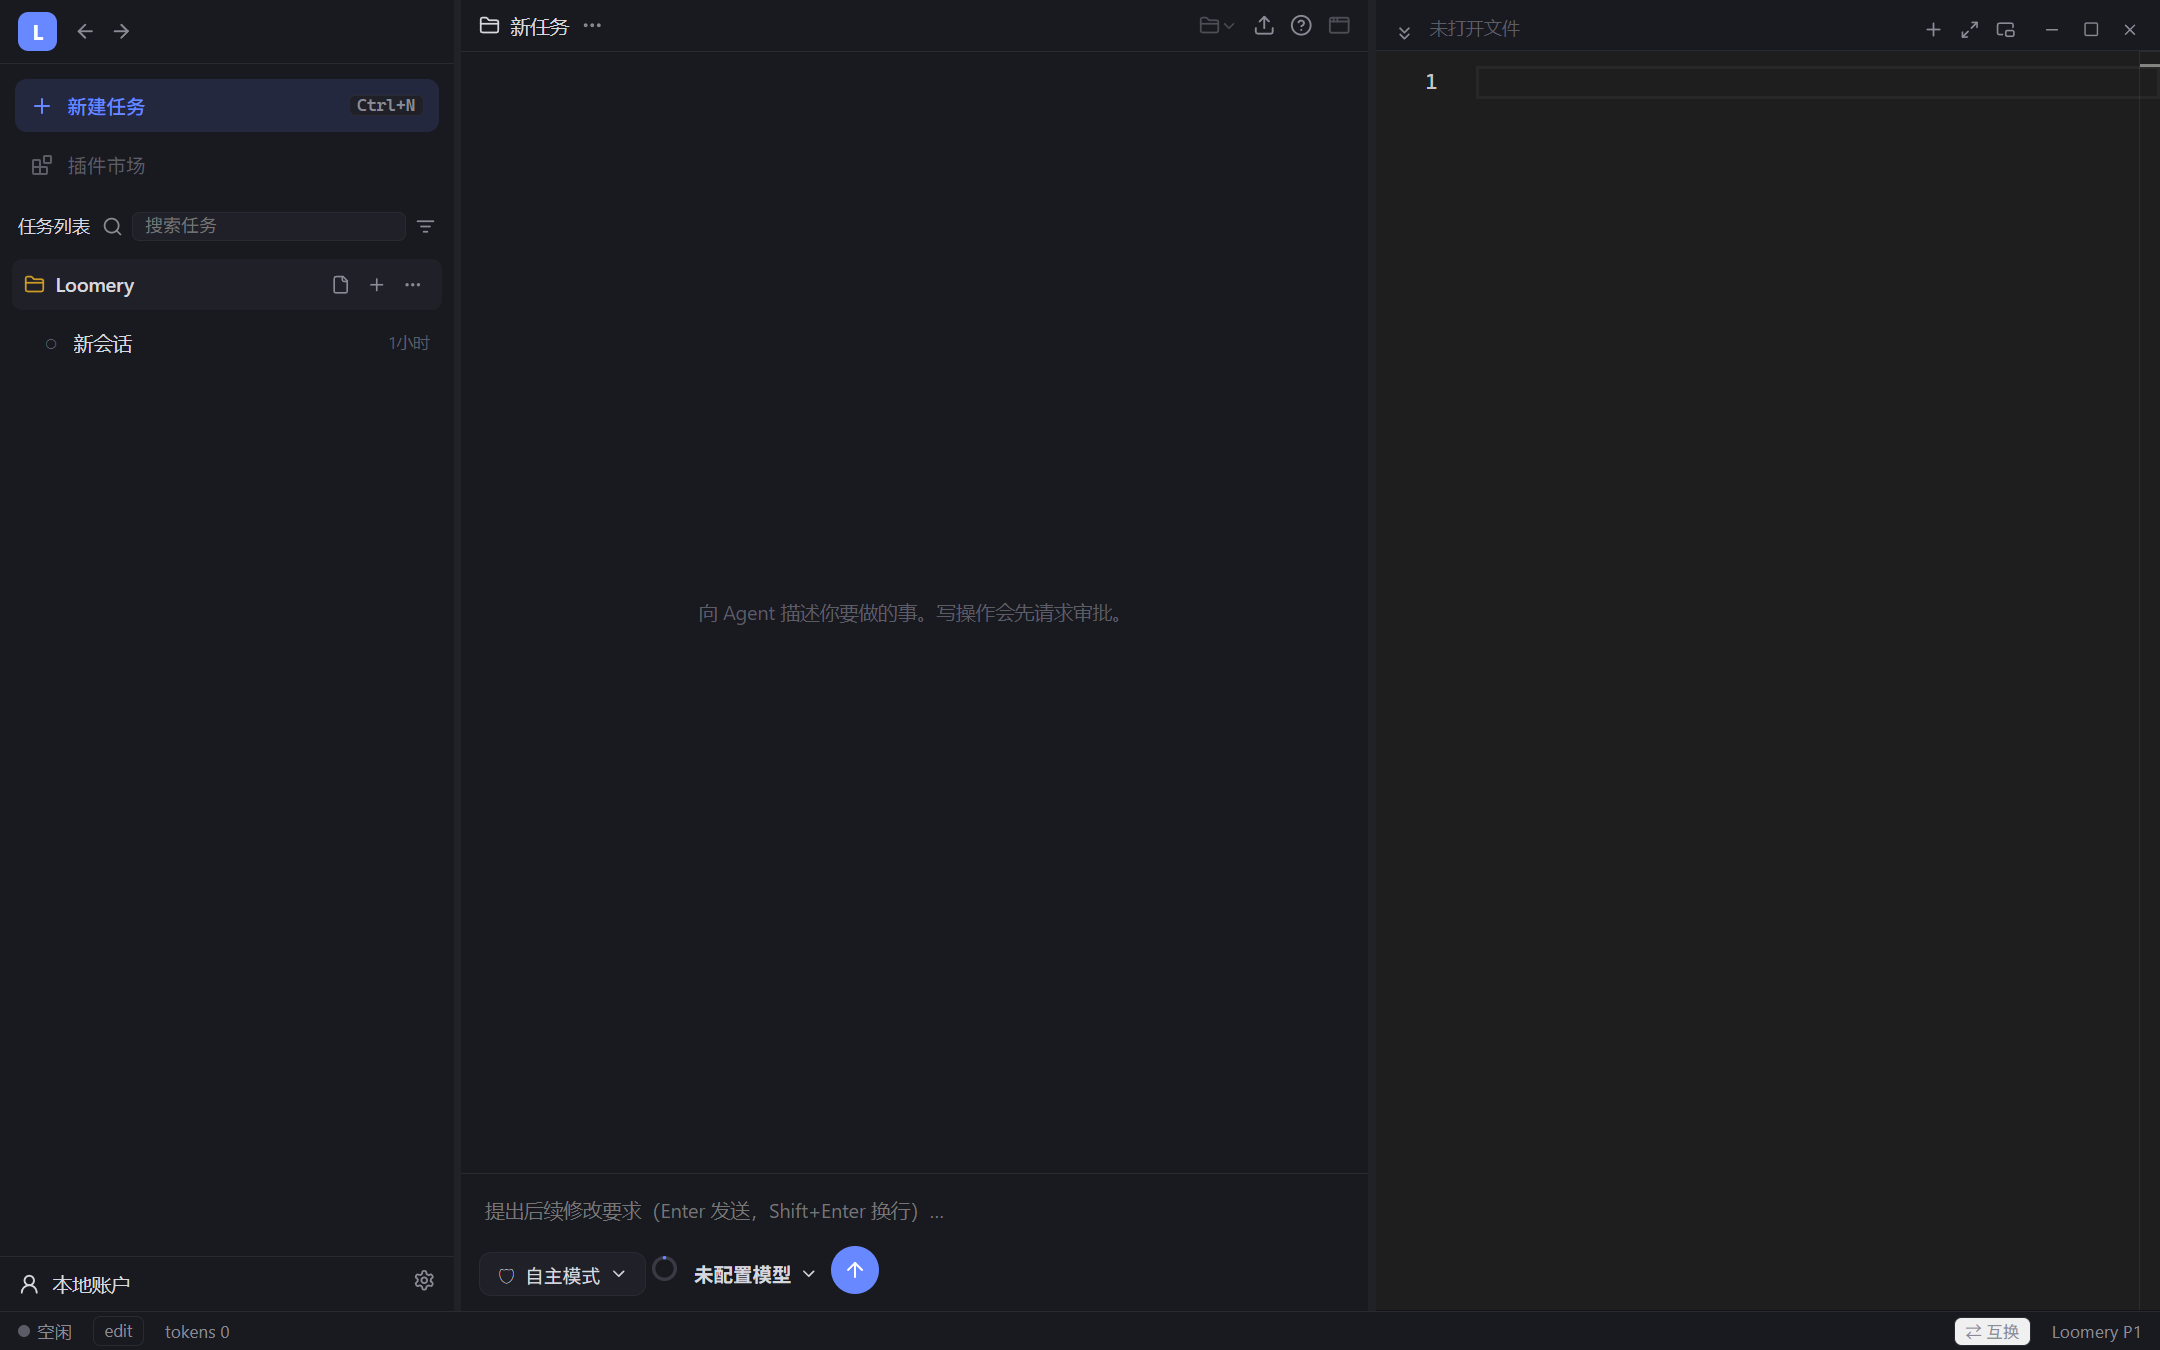 L
新建任务 Ctrl+N
插件市场
任务列表 搜索任务
Loomery
新会话 1小时
本地账户
新任务
向 Agent 描述你要做的事。写操作会先请求审批。
提出后续修改要求（Enter 发送，Shift+Enter 换行）...
自主模式 未配置模型
未打开文件
1
空闲 edit tokens 0
互换 Loomery P1